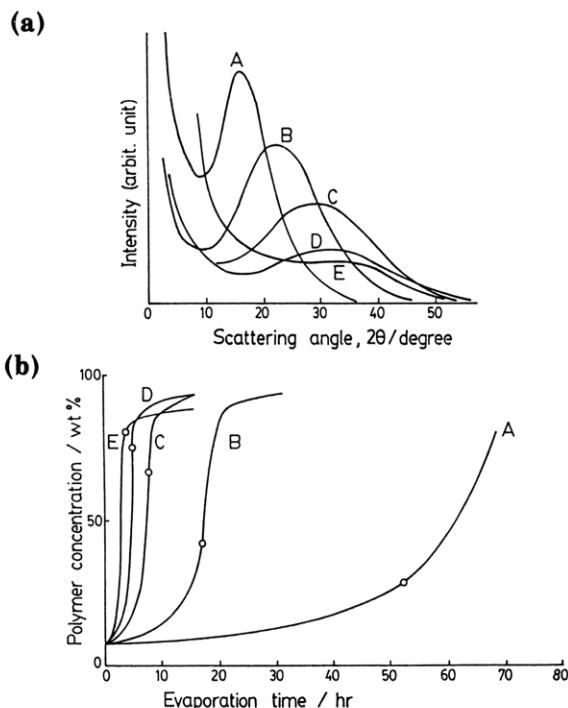 (a)
Intensity (arbit. unit)
A
B
C
D
E
0 10 20 30 40 50
Scattering angle, 2θ/degree
(b)
Polymer concentration / wt %
100
50
0
E
D
C
B
A
0 10 20 30 40 50 60 70 80
Evaporation time / hr